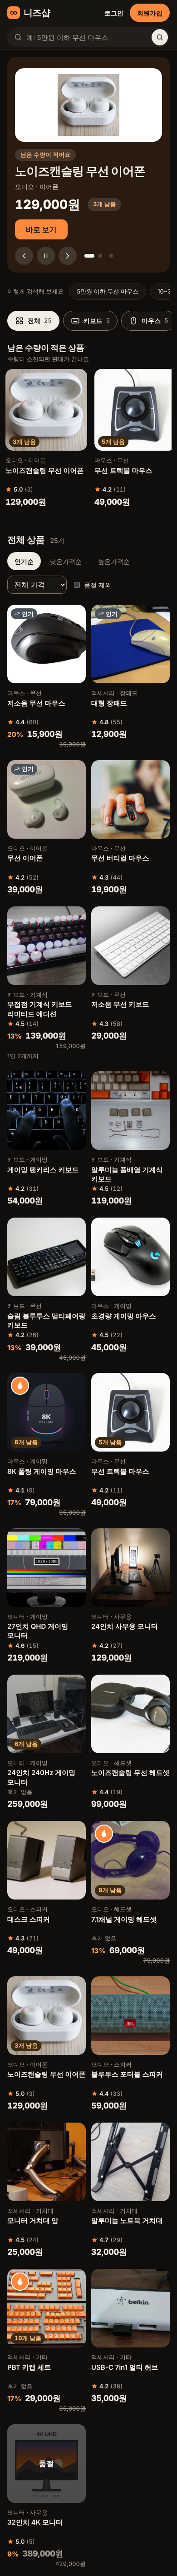 니즈샵
로그인
회원가입
예: 5만원 이하 무선 마우스
남은 수량이 적어요
노이즈캔슬링 무선 이어폰
오디오 · 이어폰
129,000원
3개 남음
바로 보기
이렇게 검색해 보세요
5만원 이하 무선 마우스
10~
전체 25
키보드 5
마우스 5
남은 수량이 적은 상품
수량이 소진되면 판매가 끝나요
3개 남음
5개 남음
오디오 · 이어폰
마우스 · 무선
노이즈캔슬링 무선 이어폰
무선 트랙볼 마우스
★ 5.0 (3)
★ 4.2 (11)
129,000원
49,000원
전체 상품 25개
인기순
낮은가격순
높은가격순
전체 가격
품절 제외
인기
인기
마우스 · 무선
액세서리 · 장패드
저소음 무선 마우스
대형 장패드
★ 4.4 (60)
★ 4.8 (55)
20% 15,900원
12,900원
19,900원
인기
오디오 · 이어폰
마우스 · 무선
무선 이어폰
무선 버티컬 마우스
★ 4.2 (52)
★ 4.3 (44)
39,000원
19,900원
키보드 · 기계식
키보드 · 무선
무접점 기계식 키보드
리미티드 에디션
저소음 무선 키보드
★ 4.5 (14)
★ 4.3 (58)
13% 139,000원
29,000원
159,000원
1인 2개까지
키보드 · 게이밍
키보드 · 기계식
게이밍 텐키리스 키보드
알루미늄 풀배열 기계식
키보드
★ 4.2 (31)
★ 4.5 (12)
54,000원
119,000원
키보드 · 무선
마우스 · 게이밍
슬림 블루투스 멀티페어링
키보드
초경량 게이밍 마우스
★ 4.2 (26)
★ 4.5 (22)
13% 39,000원
45,000원
45,000원
8K
8개 남음
5개 남음
마우스 · 게이밍
마우스 · 무선
8K 폴링 게이밍 마우스
무선 트랙볼 마우스
★ 4.1 (9)
★ 4.2 (11)
17% 79,000원
49,000원
95,000원
모니터 · 게이밍
모니터 · 사무용
27인치 QHD 게이밍
모니터
24인치 사무용 모니터
★ 4.6 (15)
★ 4.2 (27)
219,000원
129,000원
6개 남음
모니터 · 게이밍
오디오 · 헤드셋
24인치 240Hz 게이밍
모니터
노이즈캔슬링 무선 헤드셋
후기 없음
★ 4.4 (19)
259,000원
99,000원
9개 남음
오디오 · 스피커
오디오 · 헤드셋
데스크 스피커
7.1채널 게이밍 헤드셋
★ 4.3 (21)
후기 없음
49,000원
13% 69,000원
79,000원
3개 남음
JBL
오디오 · 이어폰
오디오 · 스피커
노이즈캔슬링 무선 이어폰
블루투스 포터블 스피커
★ 5.0 (3)
★ 4.4 (33)
129,000원
59,000원
액세서리 · 거치대
액세서리 · 거치대
모니터 거치대 암
알루미늄 노트북 거치대
★ 4.5 (24)
★ 4.7 (29)
25,000원
32,000원
belkin
10개 남음
액세서리 · 기타
액세서리 · 기타
PBT 키캡 세트
USB-C 7in1 멀티 허브
후기 없음
★ 4.2 (38)
17% 29,000원
35,000원
35,000원
4K UHD
품절
모니터 · 사무용
32인치 4K 모니터
★ 5.0 (5)
9% 389,000원
429,000원